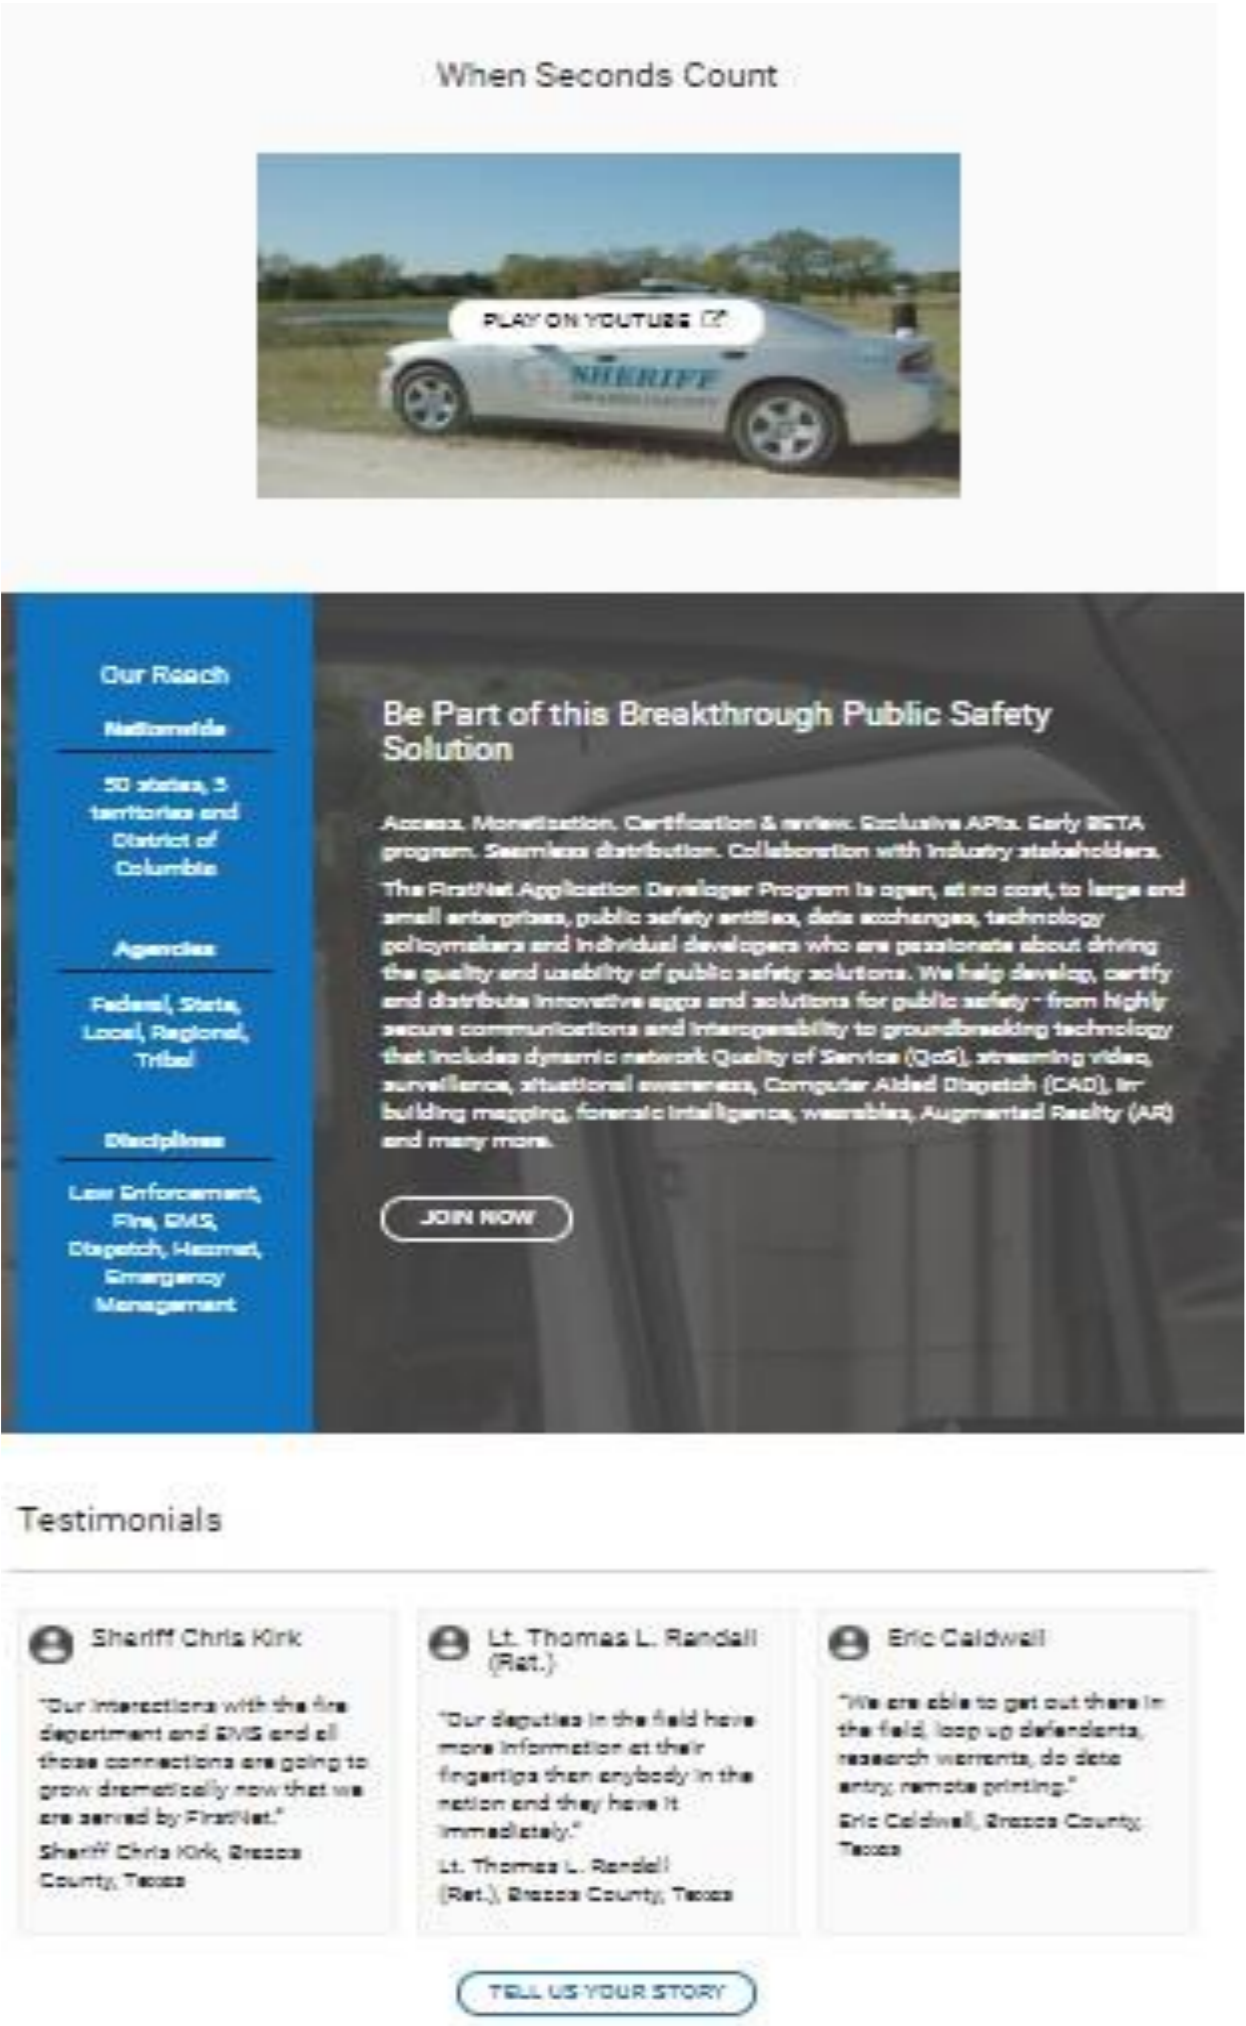 When Seconds Count
PLAY ON YOUTUBE
SHERIFF
Our Reach
Nationwide
50 states, 5
territories and
District of
Columbia
Agencies
Federal, State,
Local, Regional,
Tribal
Disciplines
Law Enforcement,
Fire, EMS,
Dispatch, Hazmat,
Emergency
Management
Be Part of this Breakthrough Public Safety
Solution
Access. Monetization. Certification & review. Exclusive APIs. Early BETA
program. Seamless distribution. Collaboration with industry stakeholders.
The FirstNet Application Developer Program is open, at no cost, to large and
small enterprises, public safety entities, data exchanges, technology
policymakers and individual developers who are passionate about driving
the quality and usability of public safety solutions. We help develop, certify
and distribute innovative apps and solutions for public safety - from highly
secure communications and interoperability to groundbreaking technology
that includes dynamic network Quality of Service (QoS), streaming video,
surveillance, situational awareness, Computer Aided Dispatch (CAD), in-
building mapping, forensic intelligence, wearables, Augmented Reality (AR)
and many more.
JOIN NOW
Testimonials
Sheriff Chris Kirk
"Our interactions with the fire
department and EMS and all
those connections are going to
grow dramatically now that we
are served by FirstNet."
Sheriff Chris Kirk, Brazos
County, Texas
Lt. Thomas L. Randall
(Ret.)
"Our deputies in the field have
more information at their
fingertips than anybody in the
nation and they have it
immediately."
Lt. Thomas L. Randall
(Ret.), Brazos County, Texas
Eric Caldwell
"We are able to get out there in
the field, loop up defendants,
research warrants, do data
entry, remote printing."
Eric Caldwell, Brazos County,
Texas
TELL US YOUR STORY